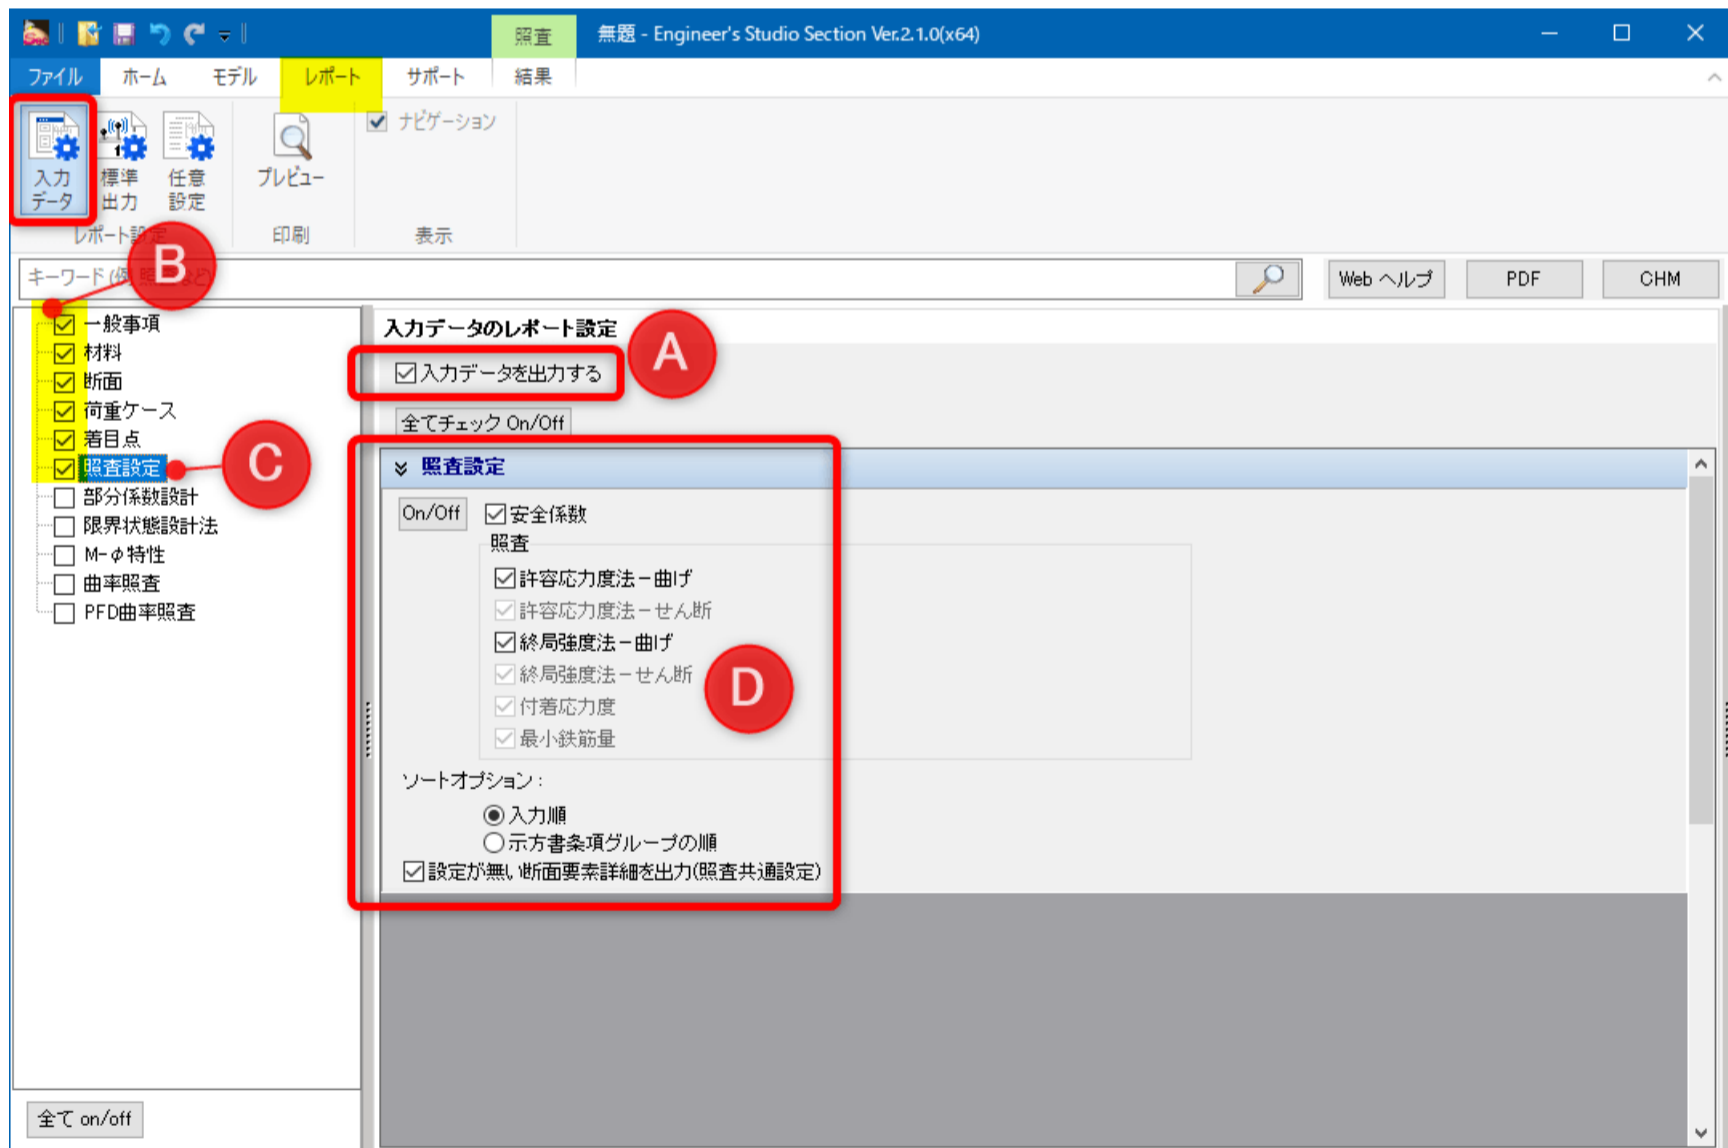 照査
無題 - Engineer's Studio Section Ver.2.1.0(x64)
ファイル ホーム モデル レポート サポート 結果
入力
データ
標準
出力
任意
設定
プレビュー
ナビゲーション
レポート設定
印刷
表示
B
キーワード (例 照査など)
Web ヘルプ
PDF
CHM
一般事項
材料
断面
荷重ケース
着目点
照査設定
部分係数設計
限界状態設計法
M-φ特性
曲率照査
PFD曲率照査
C
全て on/off
入力データのレポート設定
A
入力データを出力する
全てチェック On/Off
照査設定
On/Off 安全係数
照査
許容応力度法－曲げ
許容応力度法－せん断
終局強度法－曲げ
終局強度法－せん断
付着応力度
最小鉄筋量
D
ソートオプション：
入力順
示方書条項グループの順
設定が無い断面要素詳細を出力(照査共通設定)